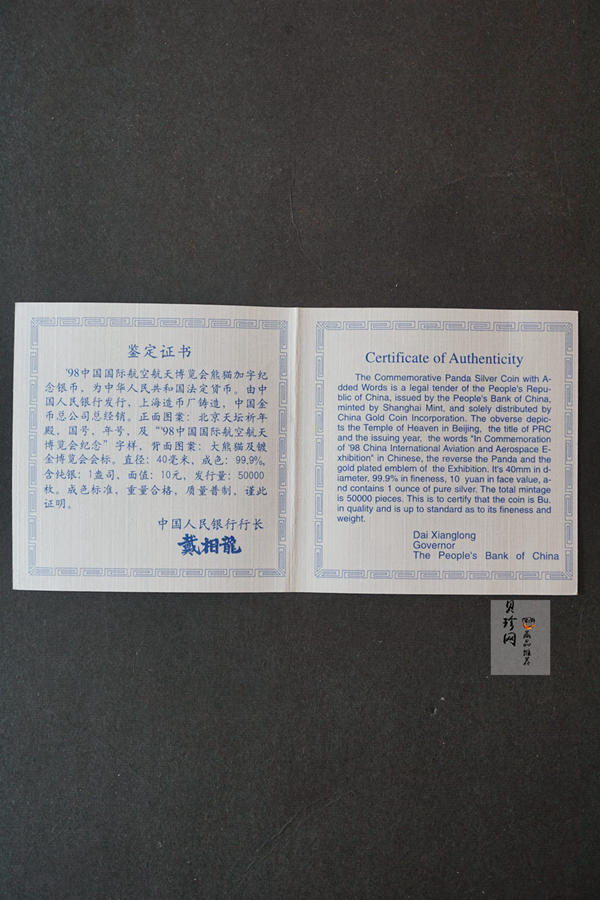 鉴定证书
'98中国国际航空航天博览会熊猫加字纪
念银币，为中华人民共和国法定货币。由中
国人民银行发行，上海造币厂铸造，中国金
币总公司总经销。正面图案：北京天坛祈年
殿，国号、年号，及“98中国国际航空航天
博览会纪念”字样，背面图案：大熊猫及镀
金博览会会标。直径：40毫米，成色：99.9%，
含纯银：1盎司，面值：10元，发行量：50000
枚。成色标准，重量合格，质量普制，谨此
证明。
中国人民银行行长
戴相龍
Certificate of Authenticity
The Commemorative Panda Silver Coin with A-
dded Words is a legal tender of the People's Repu-
blic of China, issued by the People's Bank of China,
minted by Shanghai Mint, and solely distributed by
China Gold Coin Incorporation. The obverse depic-
ts the Temple of Heaven in Beijing, the title of PRC
and the issuing year, the words "In Commemoration
of '98 China International Aviation and Aerospace E-
xhibition" in Chinese, the reverse the Panda and the
gold plated emblem of the Exhibition. It's 40mm in d-
iameter, 99.9% in fineness, 10 yuan in face value, a-
nd contains 1 ounce of pure silver. The total mintage
is 50000 pieces. This is to certify that the coin is Bu.
in quality and is up to standard as to its fineness and
weight.
Dai Xianglong
Governor
The People's Bank of China
贝珍网
藏品推荐